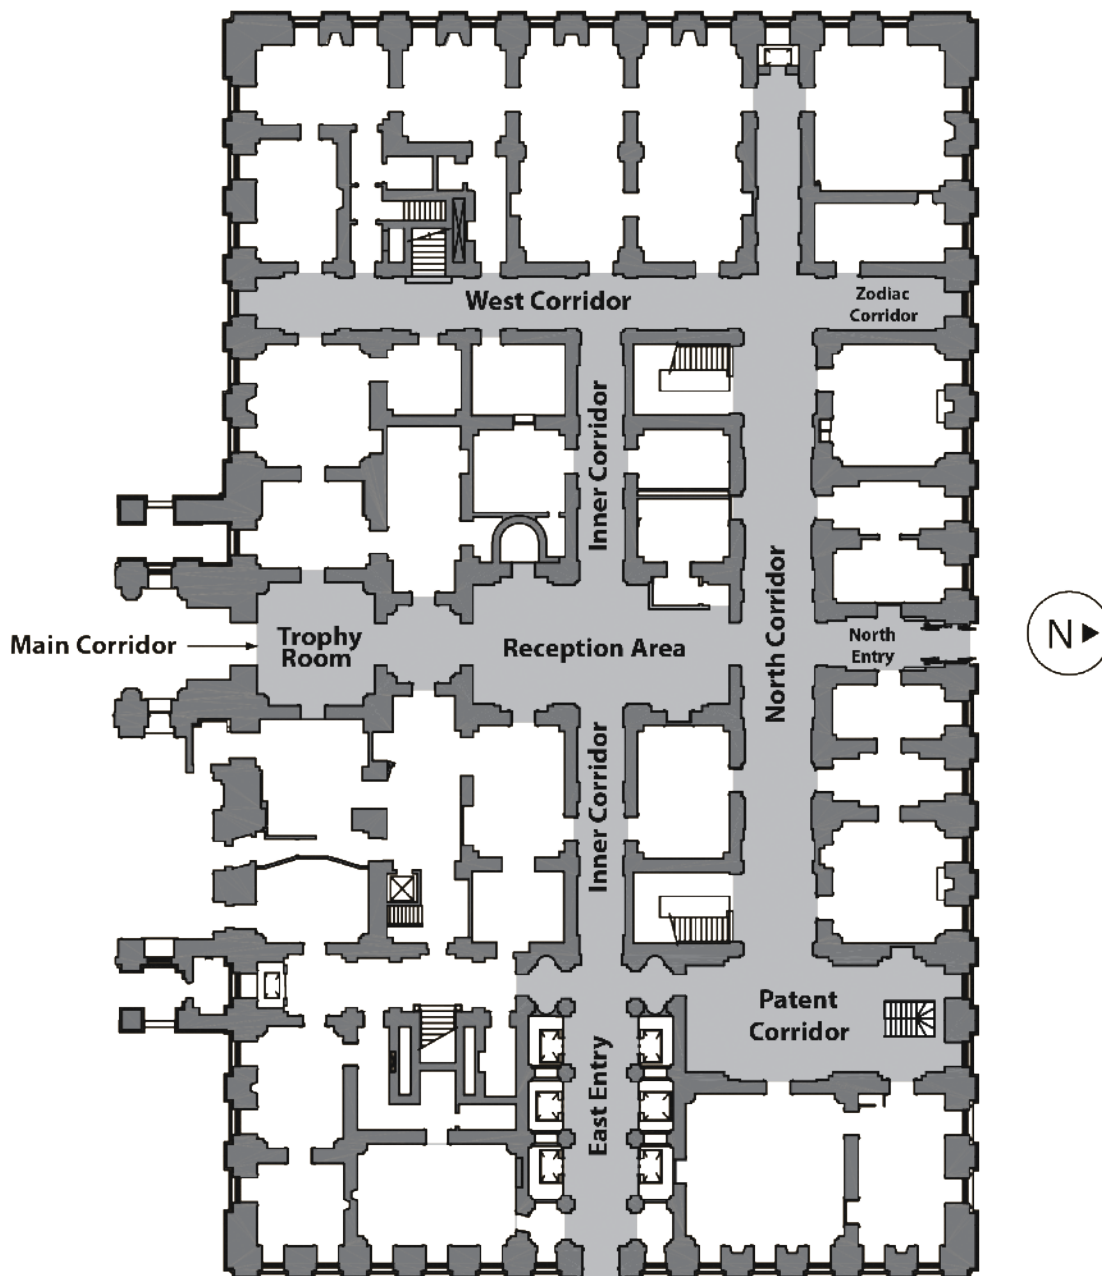 West Corridor
Zodiac
Corridor
Inner Corridor
North Corridor
Main Corridor
Trophy
Room
Reception Area
North
Entry
N
Inner Corridor
Patent
Corridor
East Entry